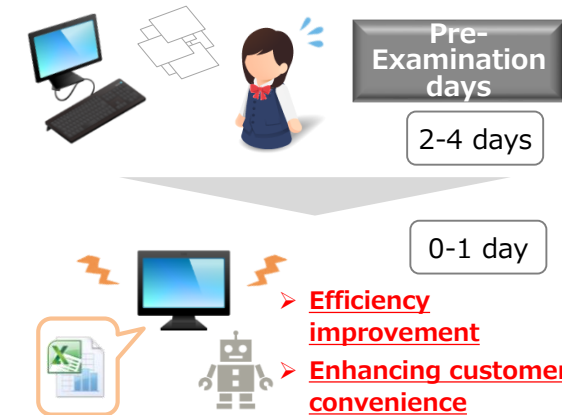 Pre-
Examination
days
2-4 days
0-1 day
➢ Efficiency
improvement
➢ Enhancing customer
convenience